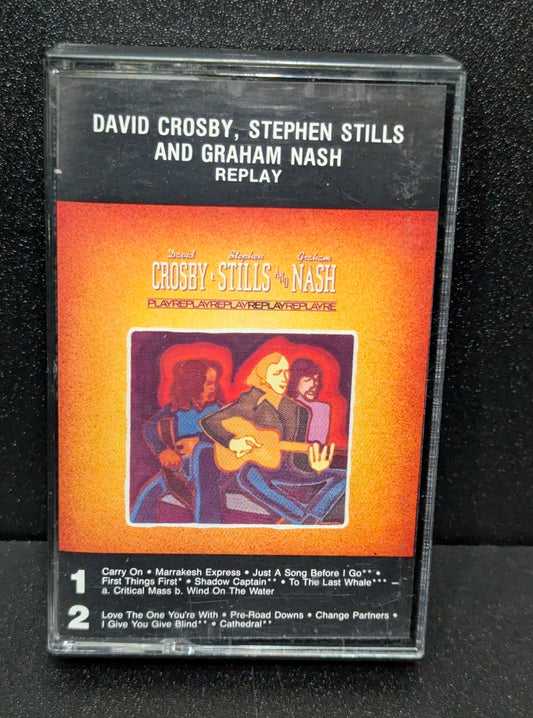 DAVID CROSBY, STEPHEN STILLS
AND GRAHAM NASH
REPLAY
David Stephen Graham
CROSBY, STILLS AND NASH
PLAYREPLAYREPLAYREPLAYREPLAYRE
1 Carry On • Marrakesh Express • Just A Song Before I Go** •
First Things First* • Shadow Captain** • To The Last Whale*** –
a. Critical Mass b. Wind On The Water
2 Love The One You're With • Pre-Road Downs • Change Partners •
I Give You Give Blind** • Cathedral**